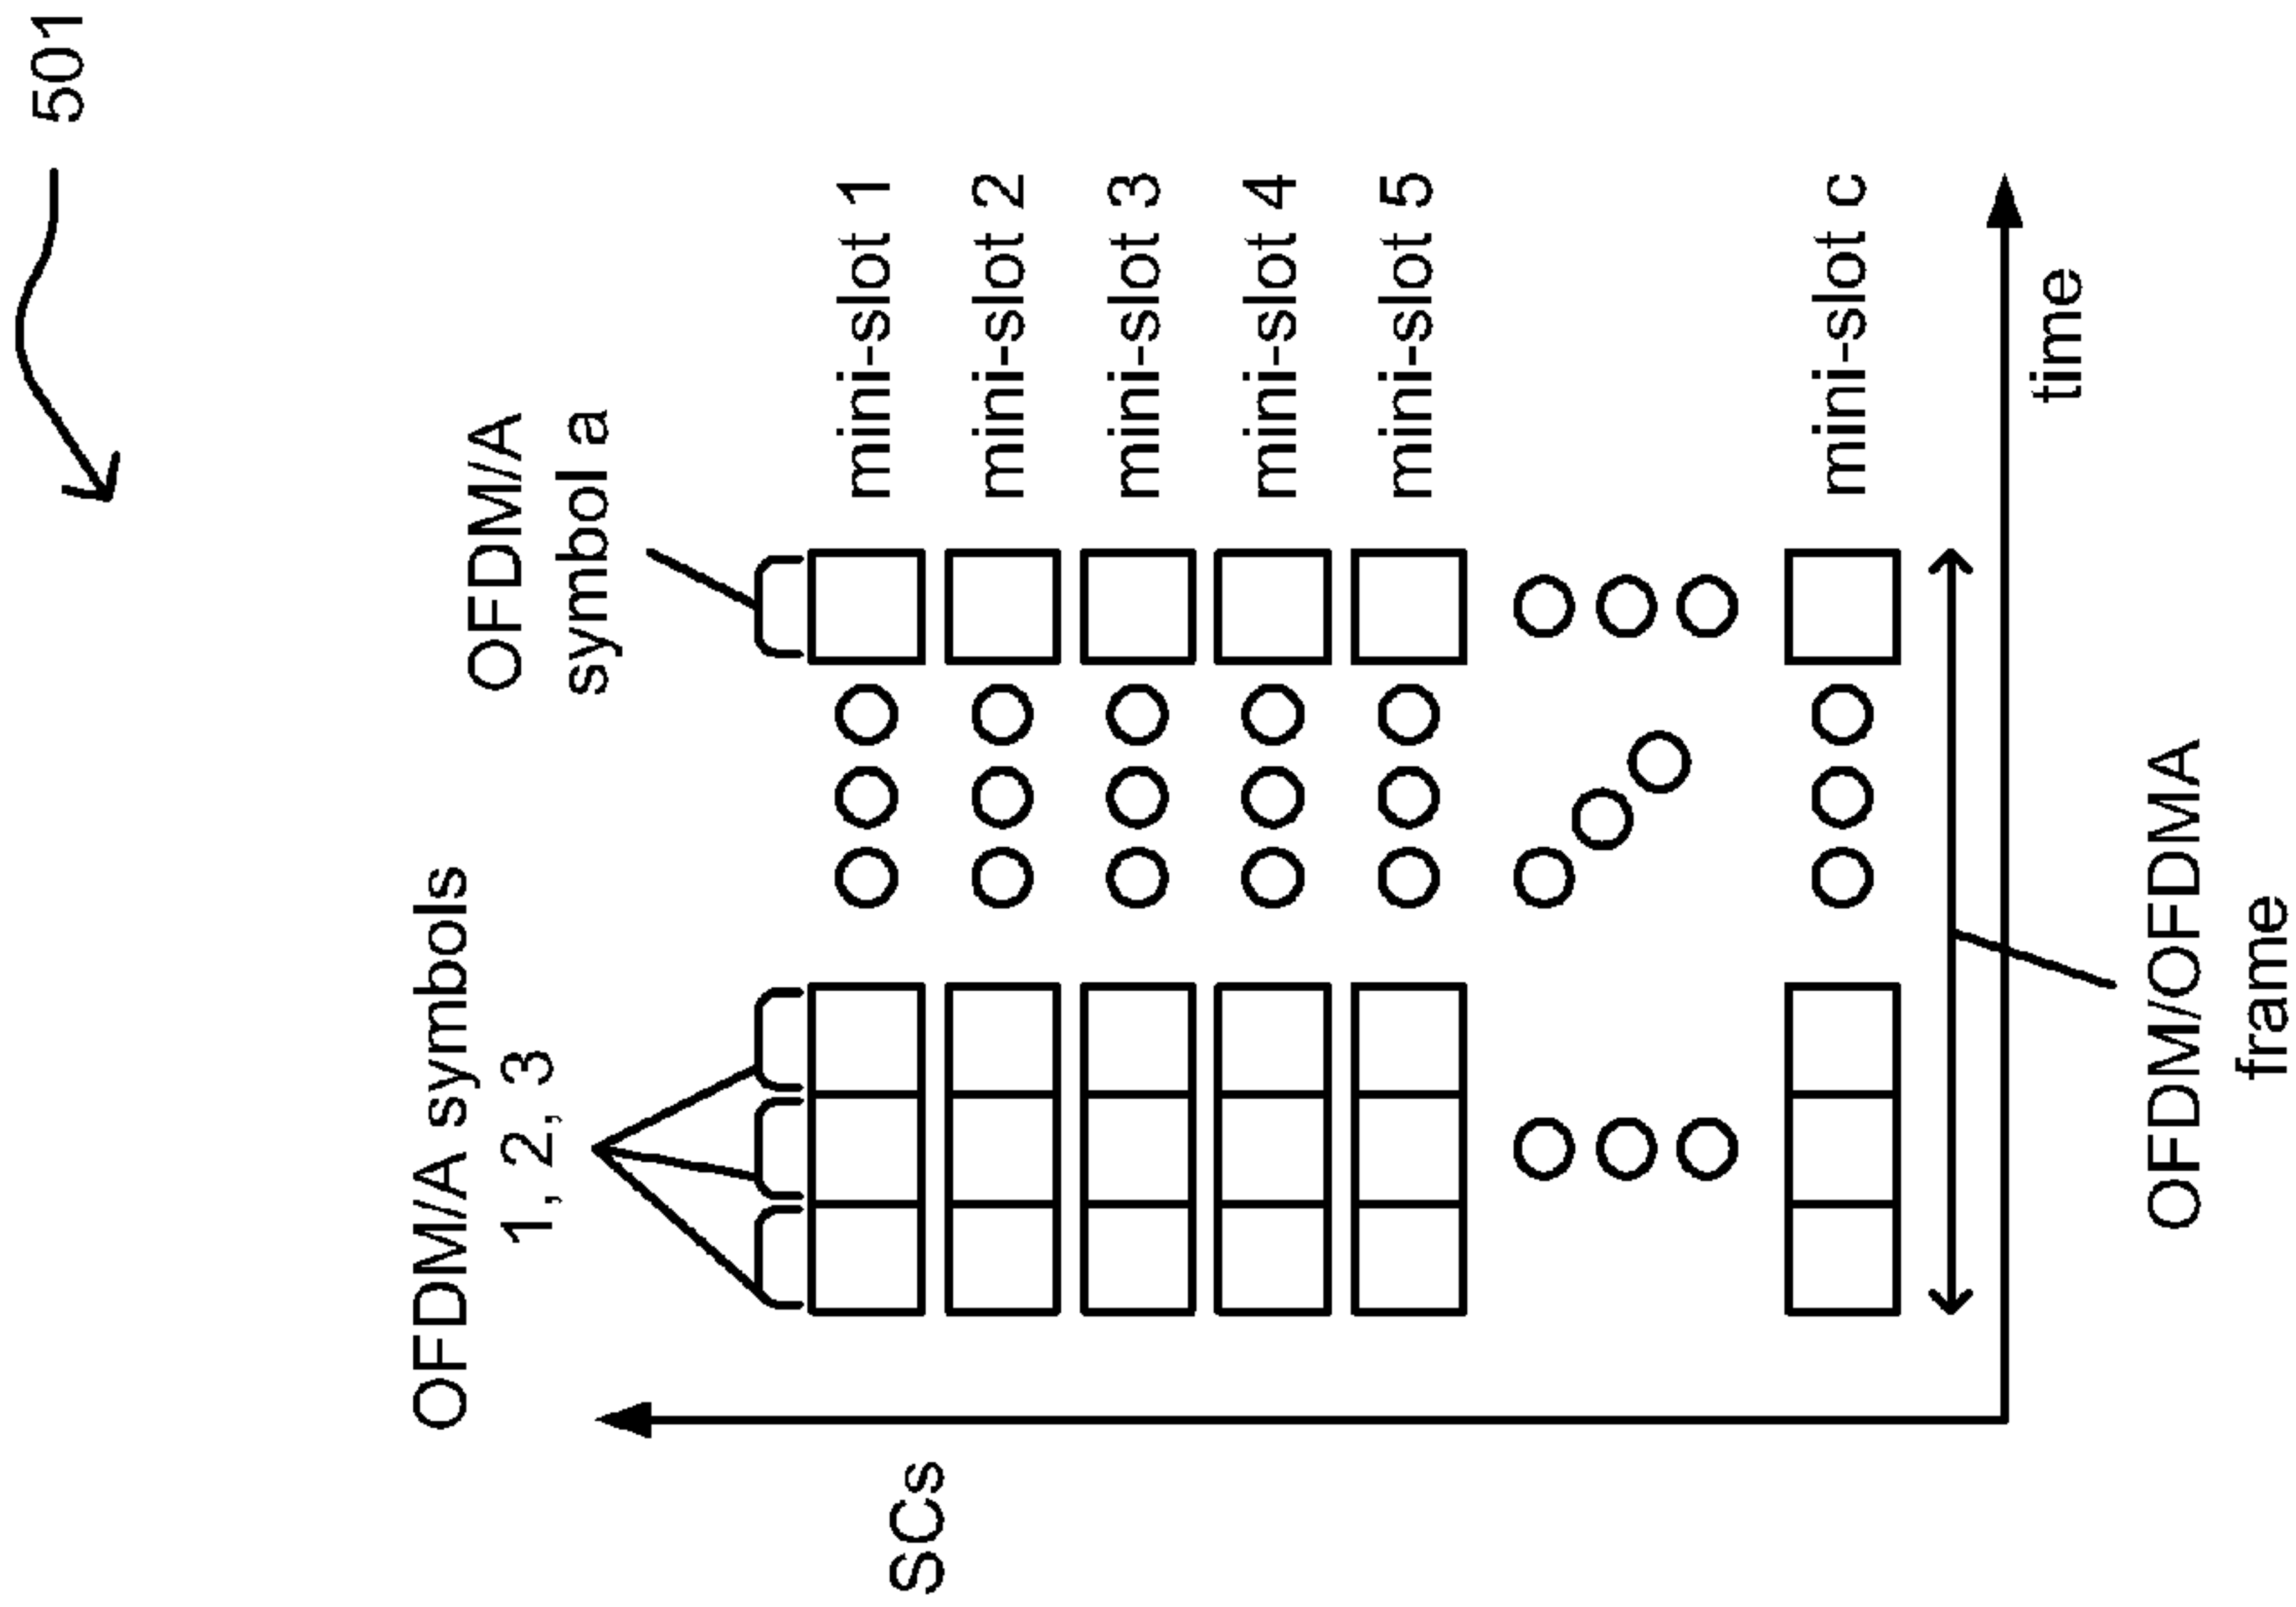 501
OFDM/A symbols
1, 2, 3
OFDM/A
symbol a
mini-slot 1
mini-slot 2
mini-slot 3
mini-slot 4
mini-slot 5
mini-slot c
SCs
time
OFDM/OFDMA
frame